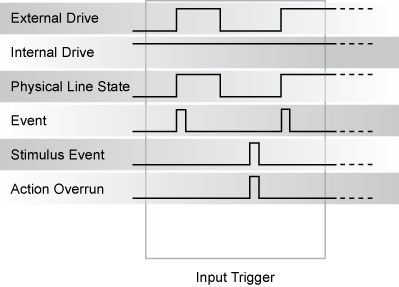 External Drive
Internal Drive
Physical Line State
Event
Stimulus Event
Action Overrun
Input Trigger